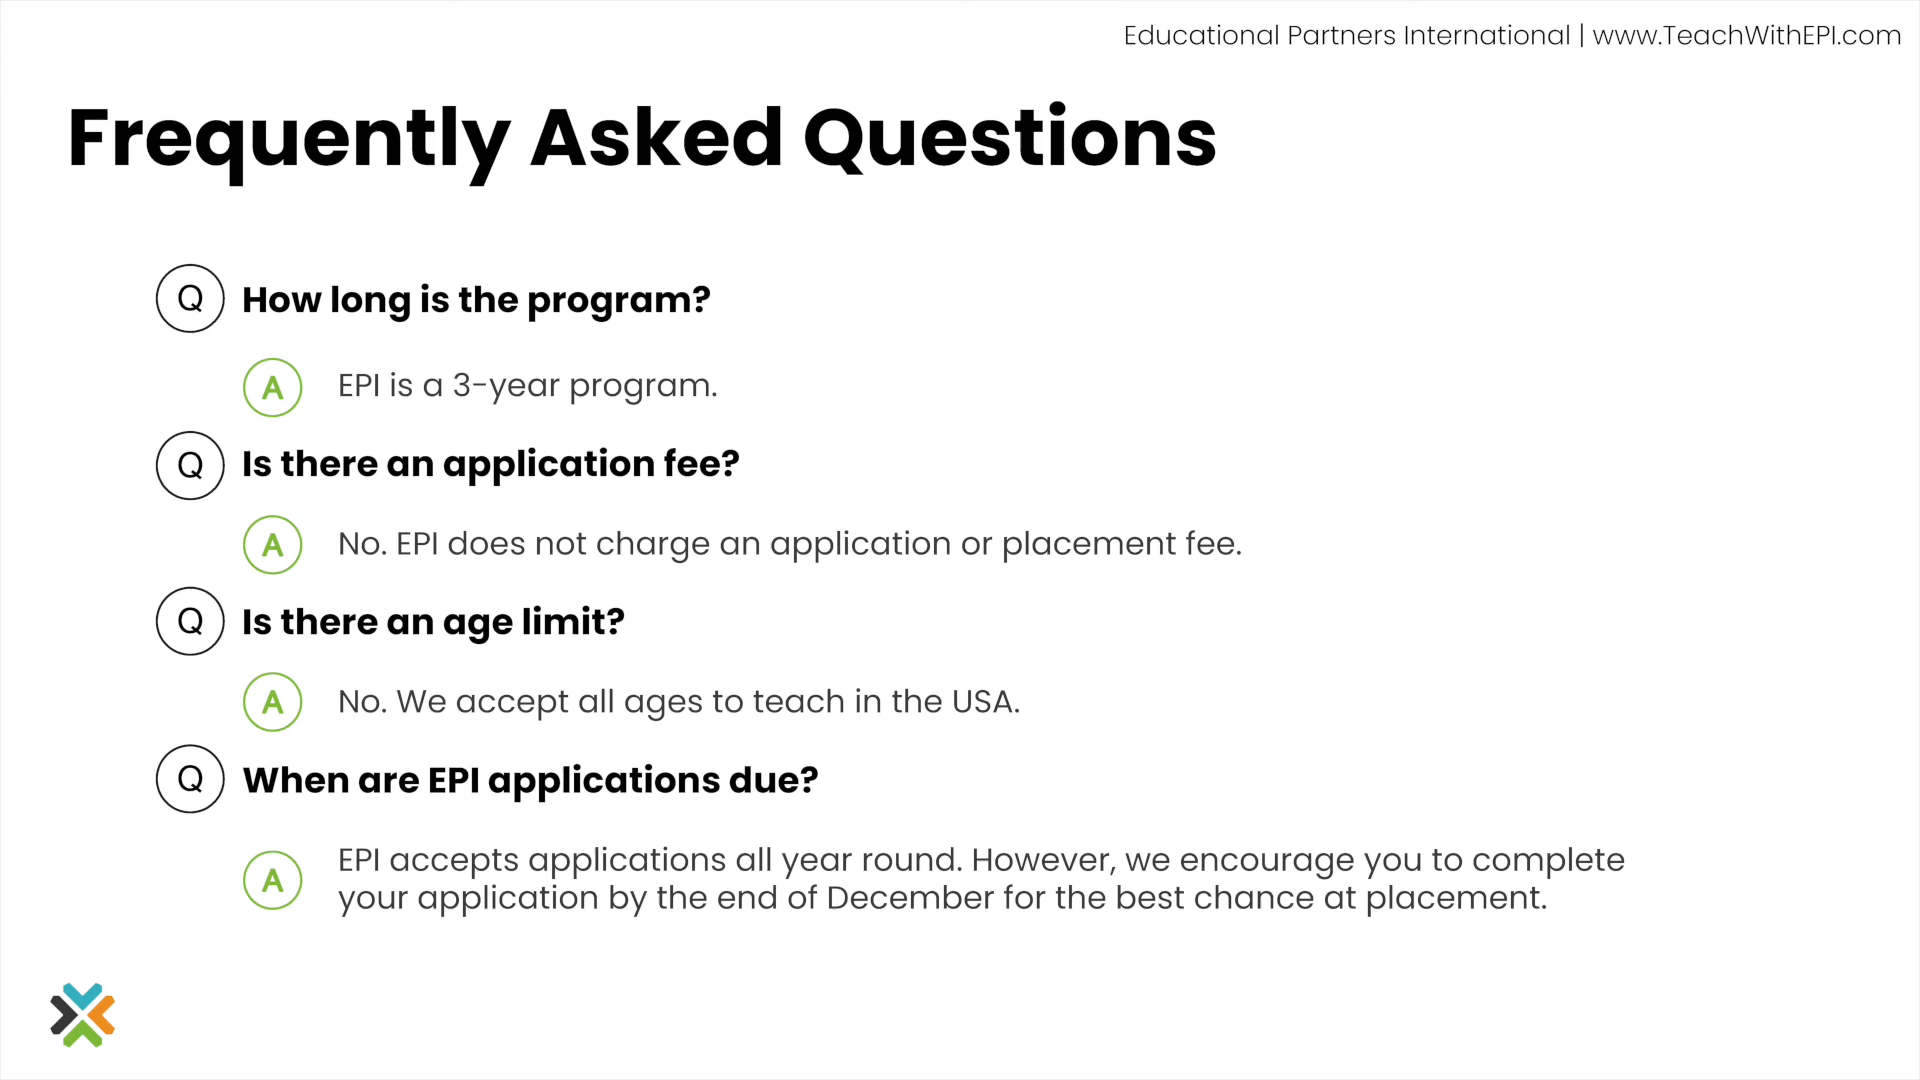 Educational Partners International | www.TeachWithEPI.com
Frequently Asked Questions
Q How long is the program?
A EPI is a 3-year program.
Q Is there an application fee?
A No. EPI does not charge an application or placement fee.
Q Is there an age limit?
A No. We accept all ages to teach in the USA.
Q When are EPI applications due?
A EPI accepts applications all year round. However, we encourage you to complete
your application by the end of December for the best chance at placement.